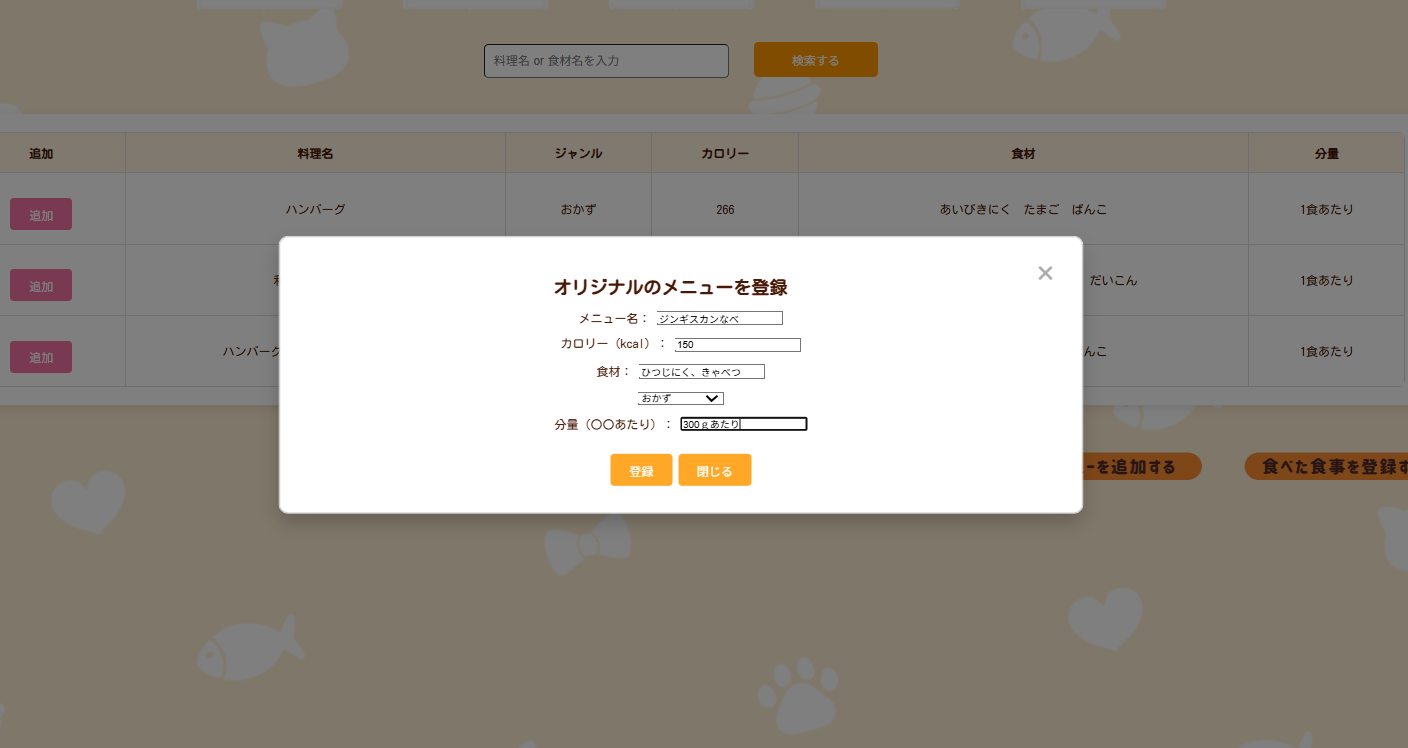 料理名 or 食材名を入力 検索する
追加 料理名 ジャンル カロリー 食材 分量
追加 ハンバーグ おかず 266 あいびきにく たまご ぱんこ 1食あたり
追加 だいこん 1食あたり
追加 ハンバーグ んこ 1食あたり
オリジナルのメニューを登録
メニュー名： ジンギスカンなべ
カロリー（kcal）： 150
食材： ひつじにく、きゃべつ
おかず
分量（〇〇あたり）： 300ｇあたり
登録 閉じる
ーを追加する 食べた食事を登録す